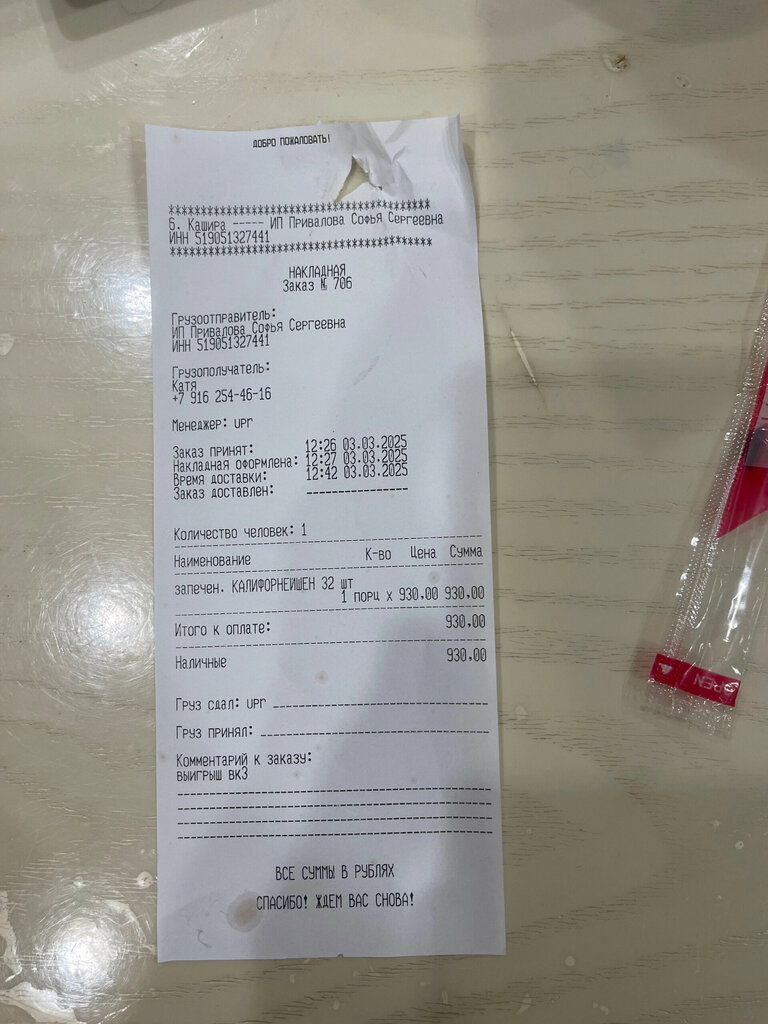 ДОБРО ПОЖАЛОВАТЬ!
******************************************
6. Кашира ----- ИП Привалова Софья Сергеевна
ИНН 519051327441
******************************************
НАКЛАДНАЯ
Заказ № 706
Грузоотправитель:
ИП Привалова Софья Сергеевна
ИНН 519051327441
Грузополучатель:
Катя
+7 916 254-46-16
Менеджер: upr
Заказ принят: 12:26 03.03.2025
Накладная оформлена: 12:27 03.03.2025
Время доставки: 12:42 03.03.2025
Заказ доставлен: ----------------
Количество человек: 1
Наименование К-во Цена Сумма
запечен. КАЛИФОРНЕЙШЕН 32 шт
1 порц x 930,00 930,00
Итого к оплате: 930,00
Наличные 930,00
Груз сдал: upr
Груз принял:
Комментарий к заказу:
выигрыш вк3
ВСЕ СУММЫ В РУБЛЯХ
СПАСИБО! ЖДЕМ ВАС СНОВА!
OPEN